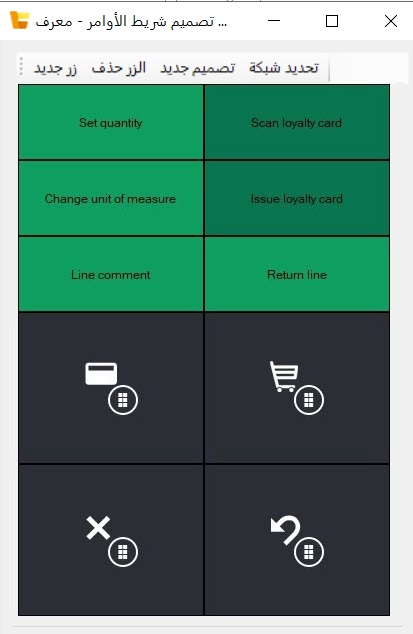 تصميم شريط الأوامر - معرف ...
زر جديد الزر حذف تصميم جديد تحديد شبكة
Set quantity
Scan loyalty card
Change unit of measure
Issue loyalty card
Line comment
Return line